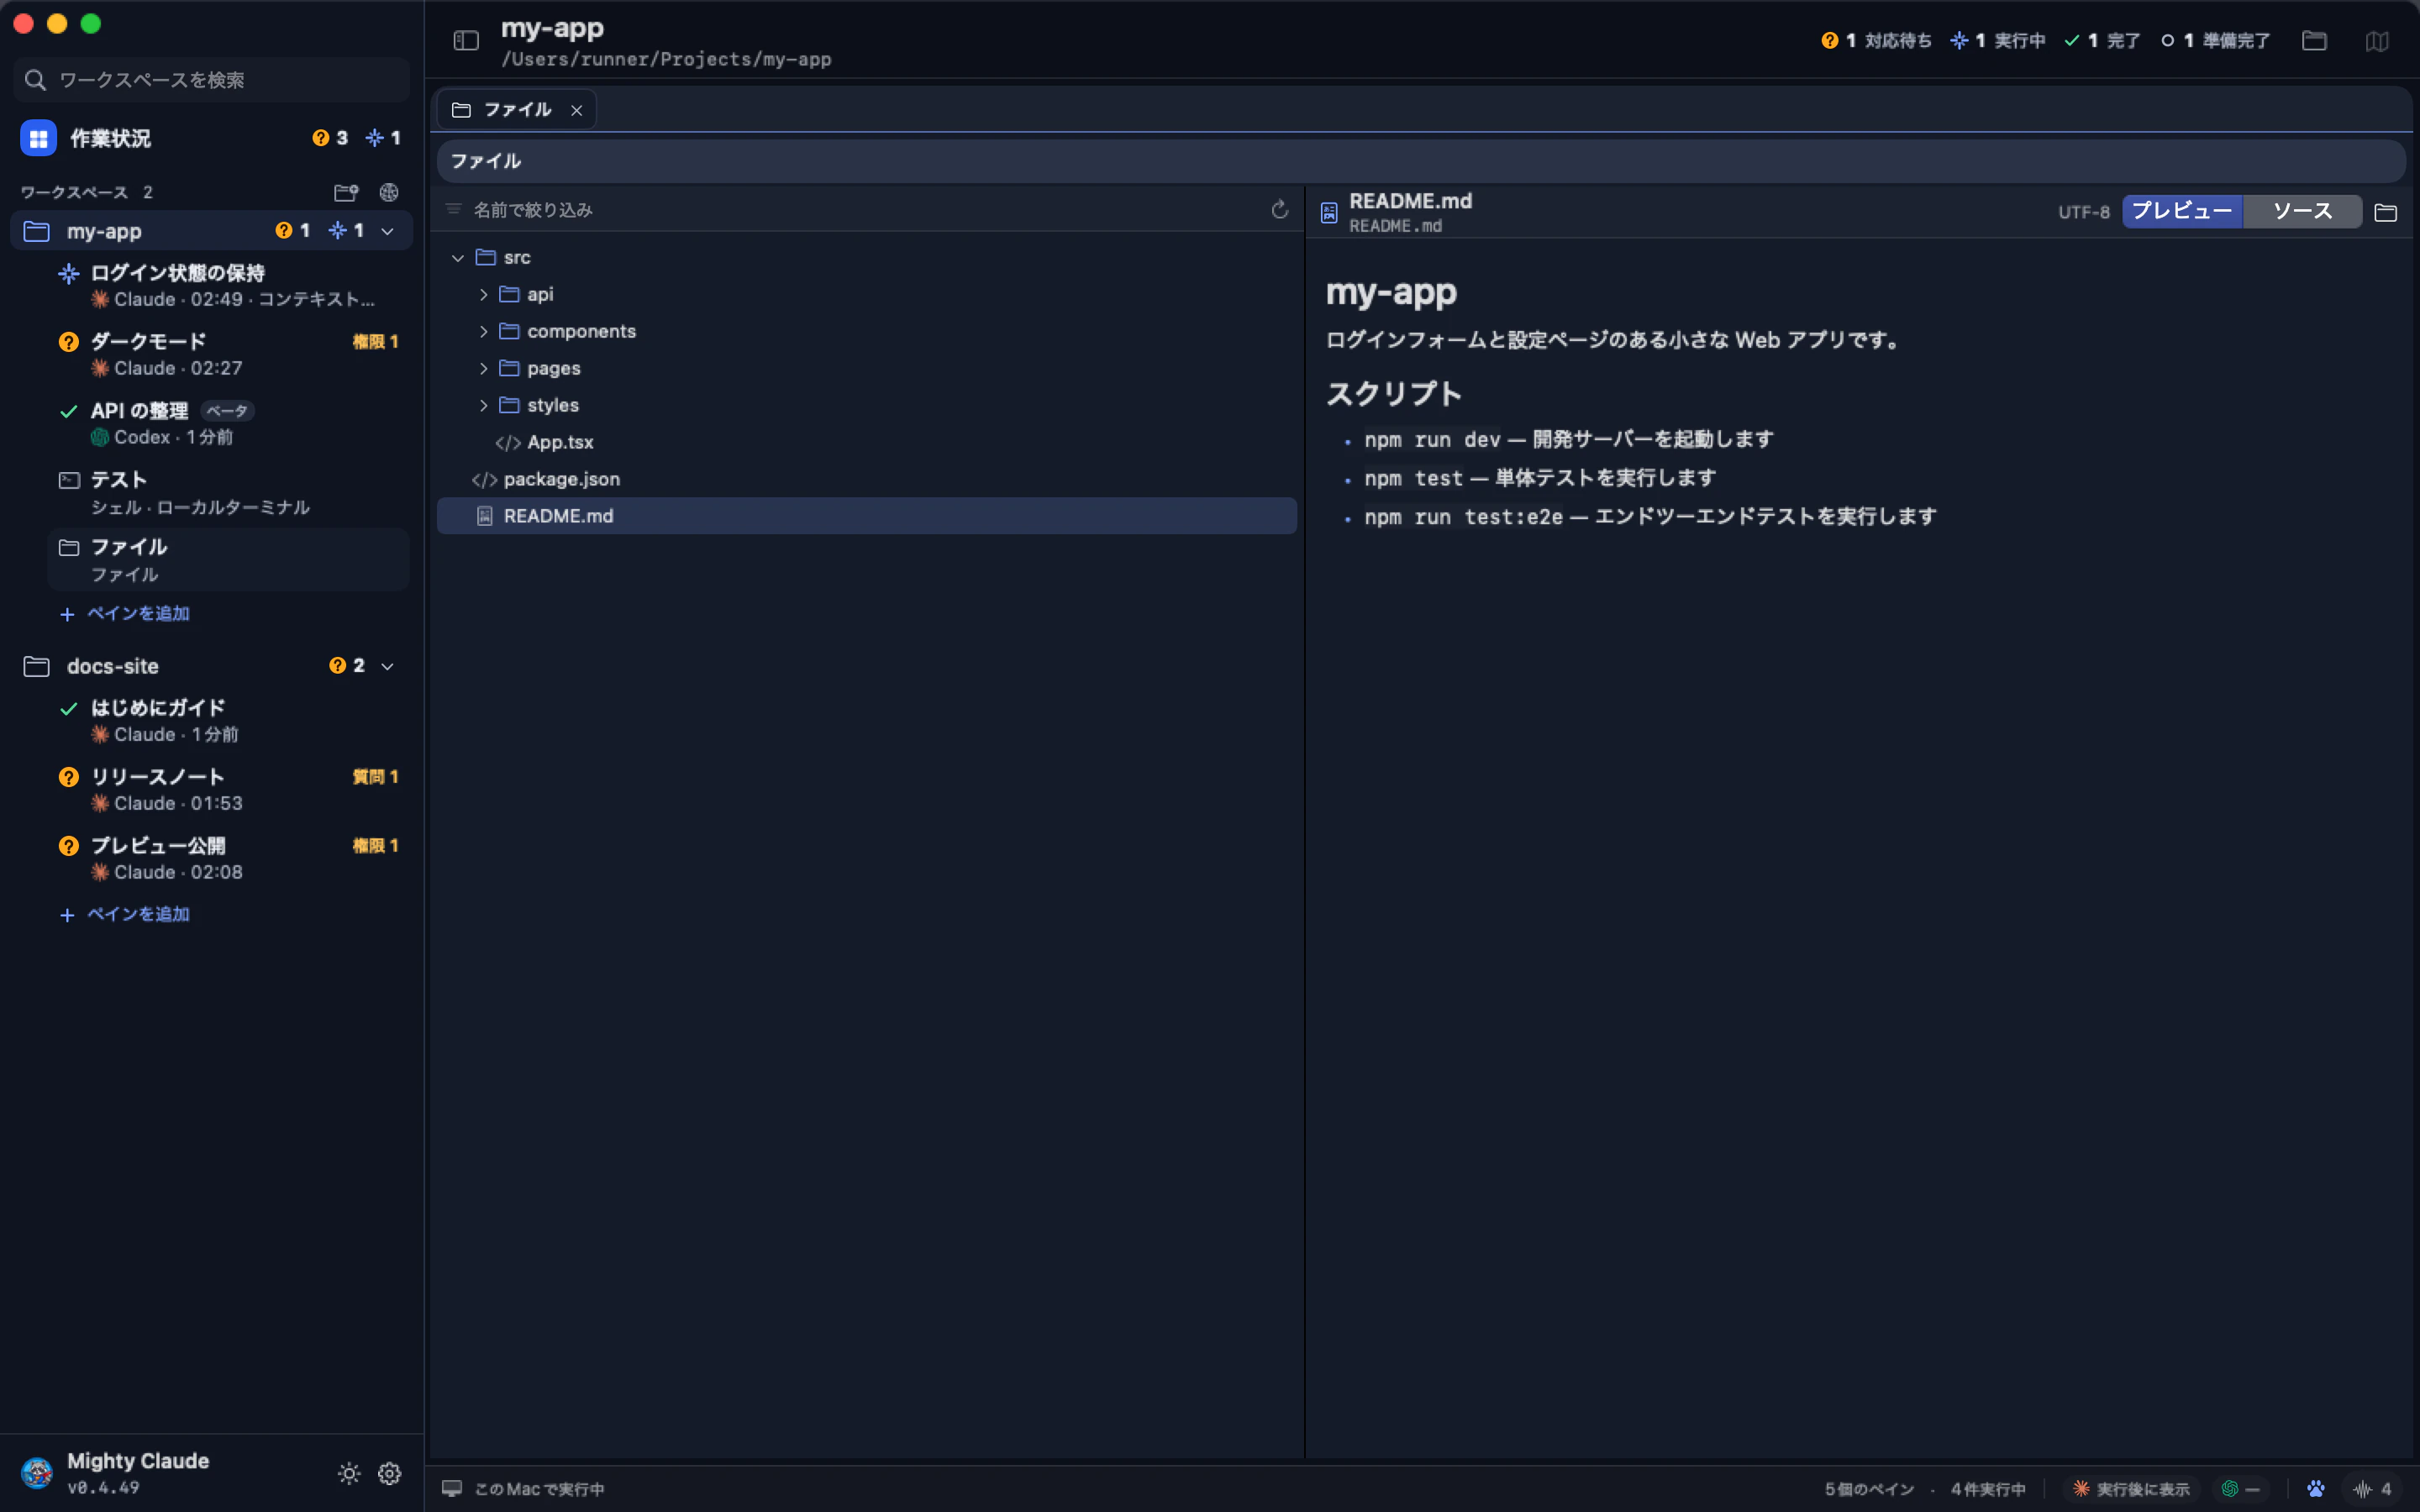 my-app
/Users/runner/Projects/my-app
1 対応待ち 1 実行中 1 完了 1 準備完了
ワークスペースを検索
作業状況 3 1
ワークスペース 2
my-app 1 1
ログイン状態の保持
Claude · 02:49 · コンテキスト...
ダークモード 権限 1
Claude · 02:27
API の整理 ベータ
Codex · 1分前
テスト
シェル · ローカルターミナル
ファイル
ファイル
ペインを追加
docs-site 2
はじめにガイド
Claude · 1分前
リリースノート 質問 1
Claude · 01:53
プレビュー公開 権限 1
Claude · 02:08
ペインを追加
Mighty Claude
v0.4.49
ファイル
ファイル
名前で絞り込み
src
api
components
pages
styles
App.tsx
package.json
README.md
README.md
README.md
UTF-8 プレビュー ソース
my-app
ログインフォームと設定ページのある小さな Web アプリです。
スクリプト
npm run dev — 開発サーバーを起動します
npm test — 単体テストを実行します
npm run test:e2e — エンドツーエンドテストを実行します
この Mac で実行中
5個のペイン · 4件実行中 実行後に表示 — 4